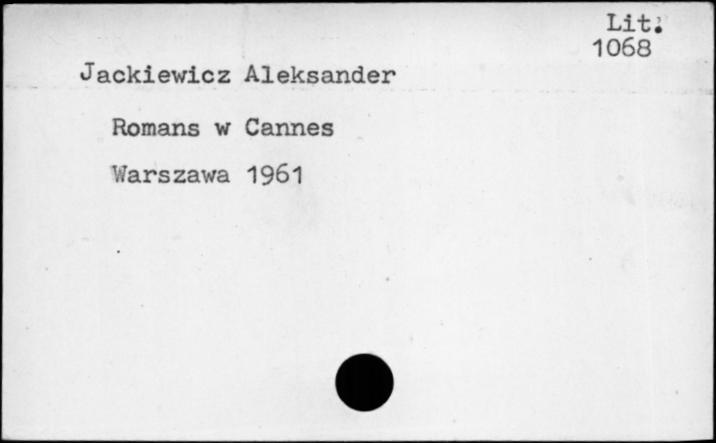 Lit.
1068
Jackiewicz Aleksander
Romans w Cannes
Warszawa 1961